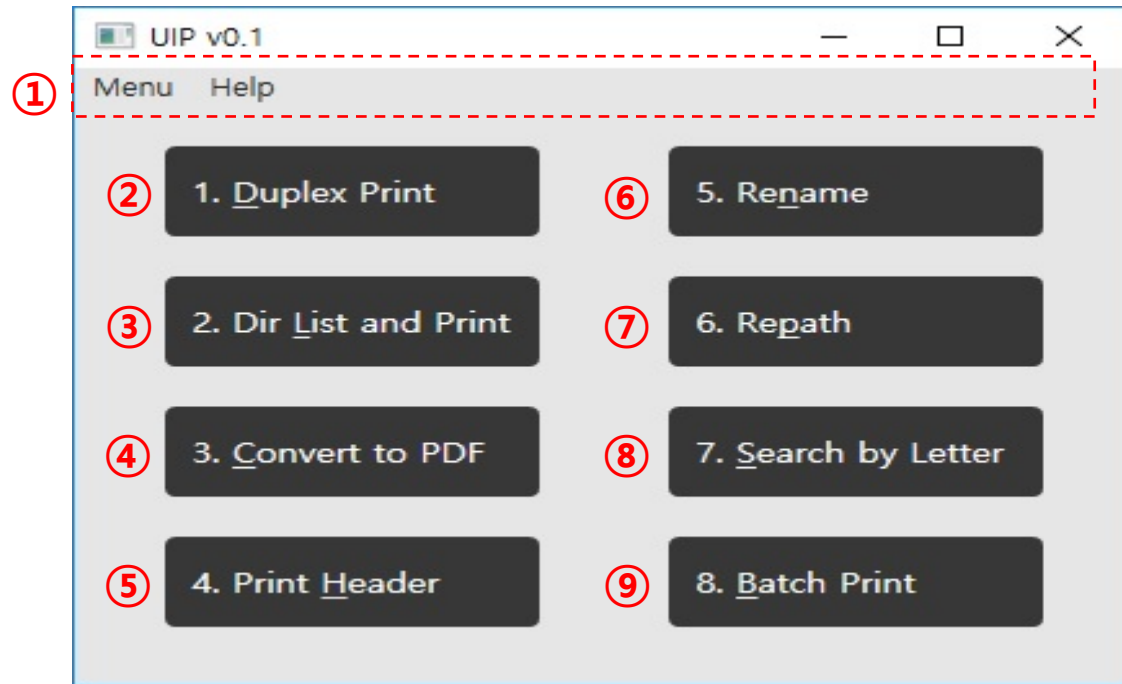 UIP v0.1
① Menu Help
② 1. Duplex Print
③ 2. Dir List and Print
④ 3. Convert to PDF
⑤ 4. Print Header
⑥ 5. Rename
⑦ 6. Repath
⑧ 7. Search by Letter
⑨ 8. Batch Print